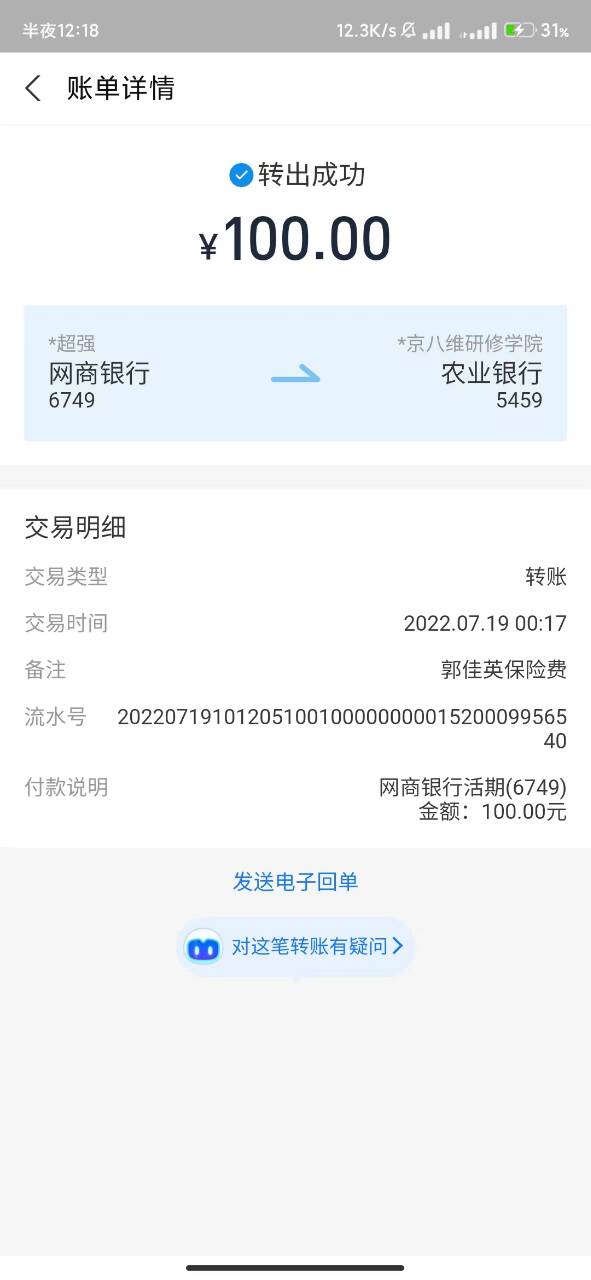 半夜12:18
12.3K/s
31%
账单详情
转出成功
¥100.00
*超强
*京八维研修学院
网商银行
农业银行
6749
5459
交易明细
交易类型
转账
交易时间
2022.07.19 00:17
备注
郭佳英保险费
流水号
20220719101205100100000000015200099565
40
付款说明
网商银行活期(6749)
金额：100.00元
发送电子回单
对这笔转账有疑问